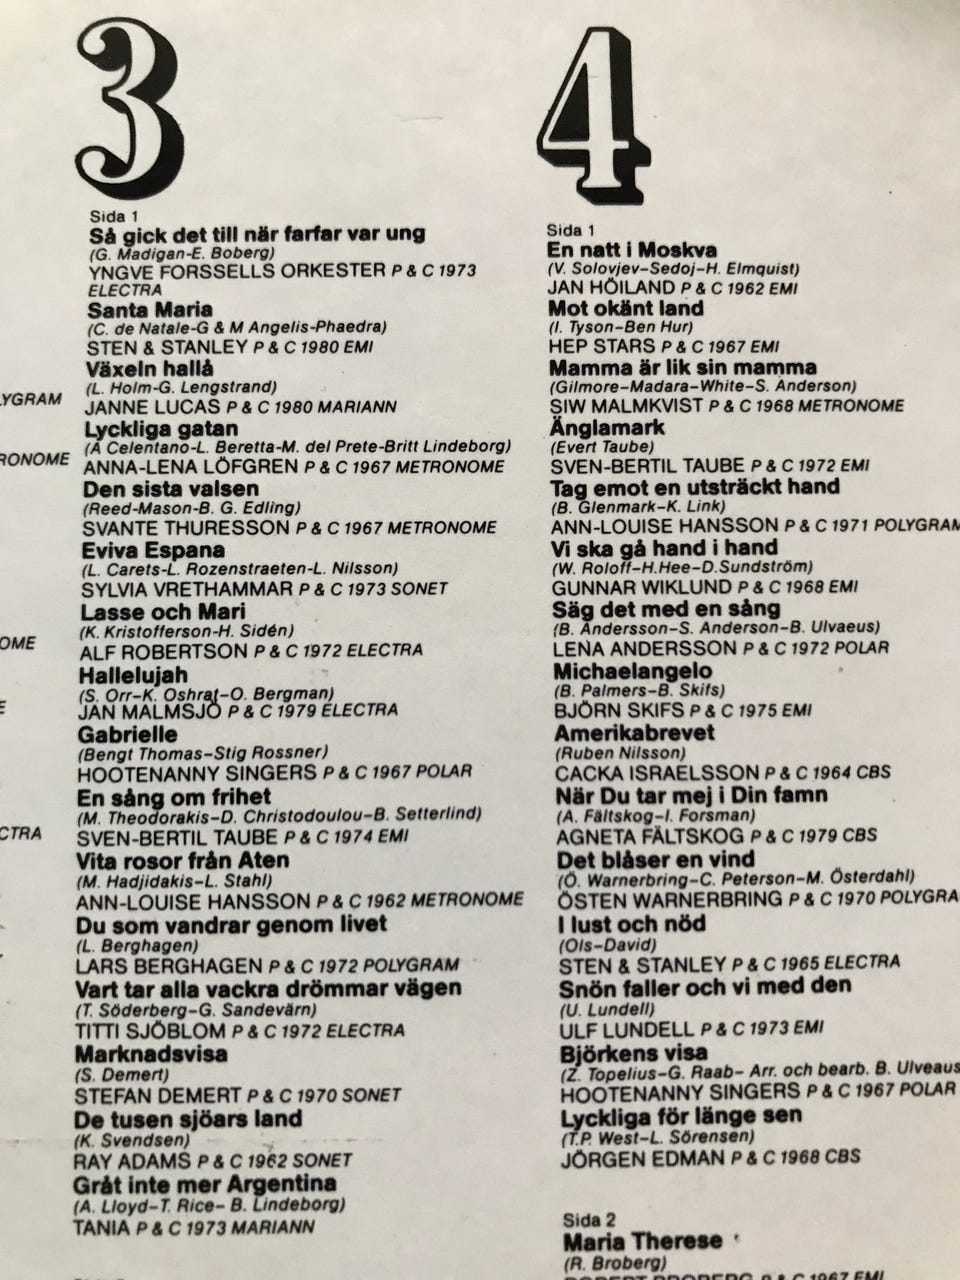 YGRAM
RONOME
OME
E
CTRA
3
Sida 1
Så gick det till när farfar var ung
(G. Madigan-E. Boberg)
YNGVE FORSSELLS ORKESTER P & C 1973
ELECTRA
Santa Maria
(C. de Natale-G & M Angelis-Phaedra)
STEN & STANLEY P & C 1980 EMI
Växeln hallå
(L. Holm-G. Lengstrand)
JANNE LUCAS P & C 1980 MARIANN
Lyckliga gatan
(A Celentano-L. Beretta-M. del Prete-Britt Lindeborg)
ANNA-LENA LÖFGREN P & C 1967 METRONOME
Den sista valsen
(Reed-Mason-B. G. Edling)
SVANTE THURESSON P & C 1967 METRONOME
Eviva Espana
(L. Carets-L. Rozenstraeten-L. Nilsson)
SYLVIA VRETHAMMAR P & C 1973 SONET
Lasse och Mari
(K. Kristofferson-H. Sidén)
ALF ROBERTSON P & C 1972 ELECTRA
Hallelujah
(S. Orr–K. Oshrat–O. Bergman)
JAN MALMSJÖ P & C 1979 ELECTRA
Gabrielle
(Bengt Thomas–Stig Rossner)
HOOTENANNY SINGERS P & C 1967 POLAR
En sång om frihet
(M. Theodorakis–D. Christodoulou–B. Setterlind)
SVEN-BERTIL TAUBE P & C 1974 EMI
Vita rosor från Aten
(M. Hadjidakis–L. Stahl)
ANN-LOUISE HANSSON P & C 1962 METRONOME
Du som vandrar genom livet
(L. Berghagen)
LARS BERGHAGEN P & C 1972 POLYGRAM
Vart tar alla vackra drömmar vägen
(T. Söderberg–G. Sandevärn)
TITTI SJÖBLOM P & C 1972 ELECTRA
Marknadsvisa
(S. Demert)
STEFAN DEMERT P & C 1970 SONET
De tusen sjöars land
(K. Svendsen)
RAY ADAMS P & C 1962 SONET
Gråt inte mer Argentina
(A. Lloyd–T. Rice– B. Lindeborg)
TANIA P & C 1973 MARIANN
4
Sida 1
En natt i Moskva
(V. Solovjev–Sedoj–H. Elmquist)
JAN HÖILAND P & C 1962 EMI
Mot okänt land
(I. Tyson–Ben Hur)
HEP STARS P & C 1967 EMI
Mamma är lik sin mamma
(Gilmore–Madara–White–S. Anderson)
SIW MALMKVIST P & C 1968 METRONOME
Änglamark
(Evert Taube)
SVEN-BERTIL TAUBE P & C 1972 EMI
Tag emot en utsträckt hand
(B. Glenmark–K. Link)
ANN-LOUISE HANSSON P & C 1971 POLYGRAM
Vi ska gå hand i hand
(W. Roloff–H.Hee–D.Sundström)
GUNNAR WIKLUND P & C 1968 EMI
Säg det med en sång
(B. Andersson–S. Anderson–B. Ulvaeus)
LENA ANDERSSON P & C 1972 POLAR
Michaelangelo
(B. Palmers–B. Skifs)
BJÖRN SKIFS P & C 1975 EMI
Amerikabrevet
(Ruben Nilsson)
CACKA ISRAELSSON P & C 1964 CBS
När Du tar mej i Din famn
(A. Fältskog–I. Forsman)
AGNETA FÄLTSKOG P & C 1979 CBS
Det blåser en vind
(Ö. Warnerbring–C. Peterson–M. Österdahl)
ÖSTEN WARNERBRING P & C 1970 POLYGRA
I lust och nöd
(Ols–David)
STEN & STANLEY P & C 1965 ELECTRA
Snön faller och vi med den
(U. Lundell)
ULF LUNDELL P & C 1973 EMI
Björkens visa
(Z. Topelius–G. Raab– Arr. och bearb. B. Ulveaus
HOOTENANNY SINGERS P & C 1967 POLAR
Lyckliga för länge sen
(T.P. West–L. Sörensen)
JÖRGEN EDMAN P & C 1968 CBS
Sida 2
Maria Therese
(R. Broberg)
ROBERT BROBERG P & C 1967 EMI